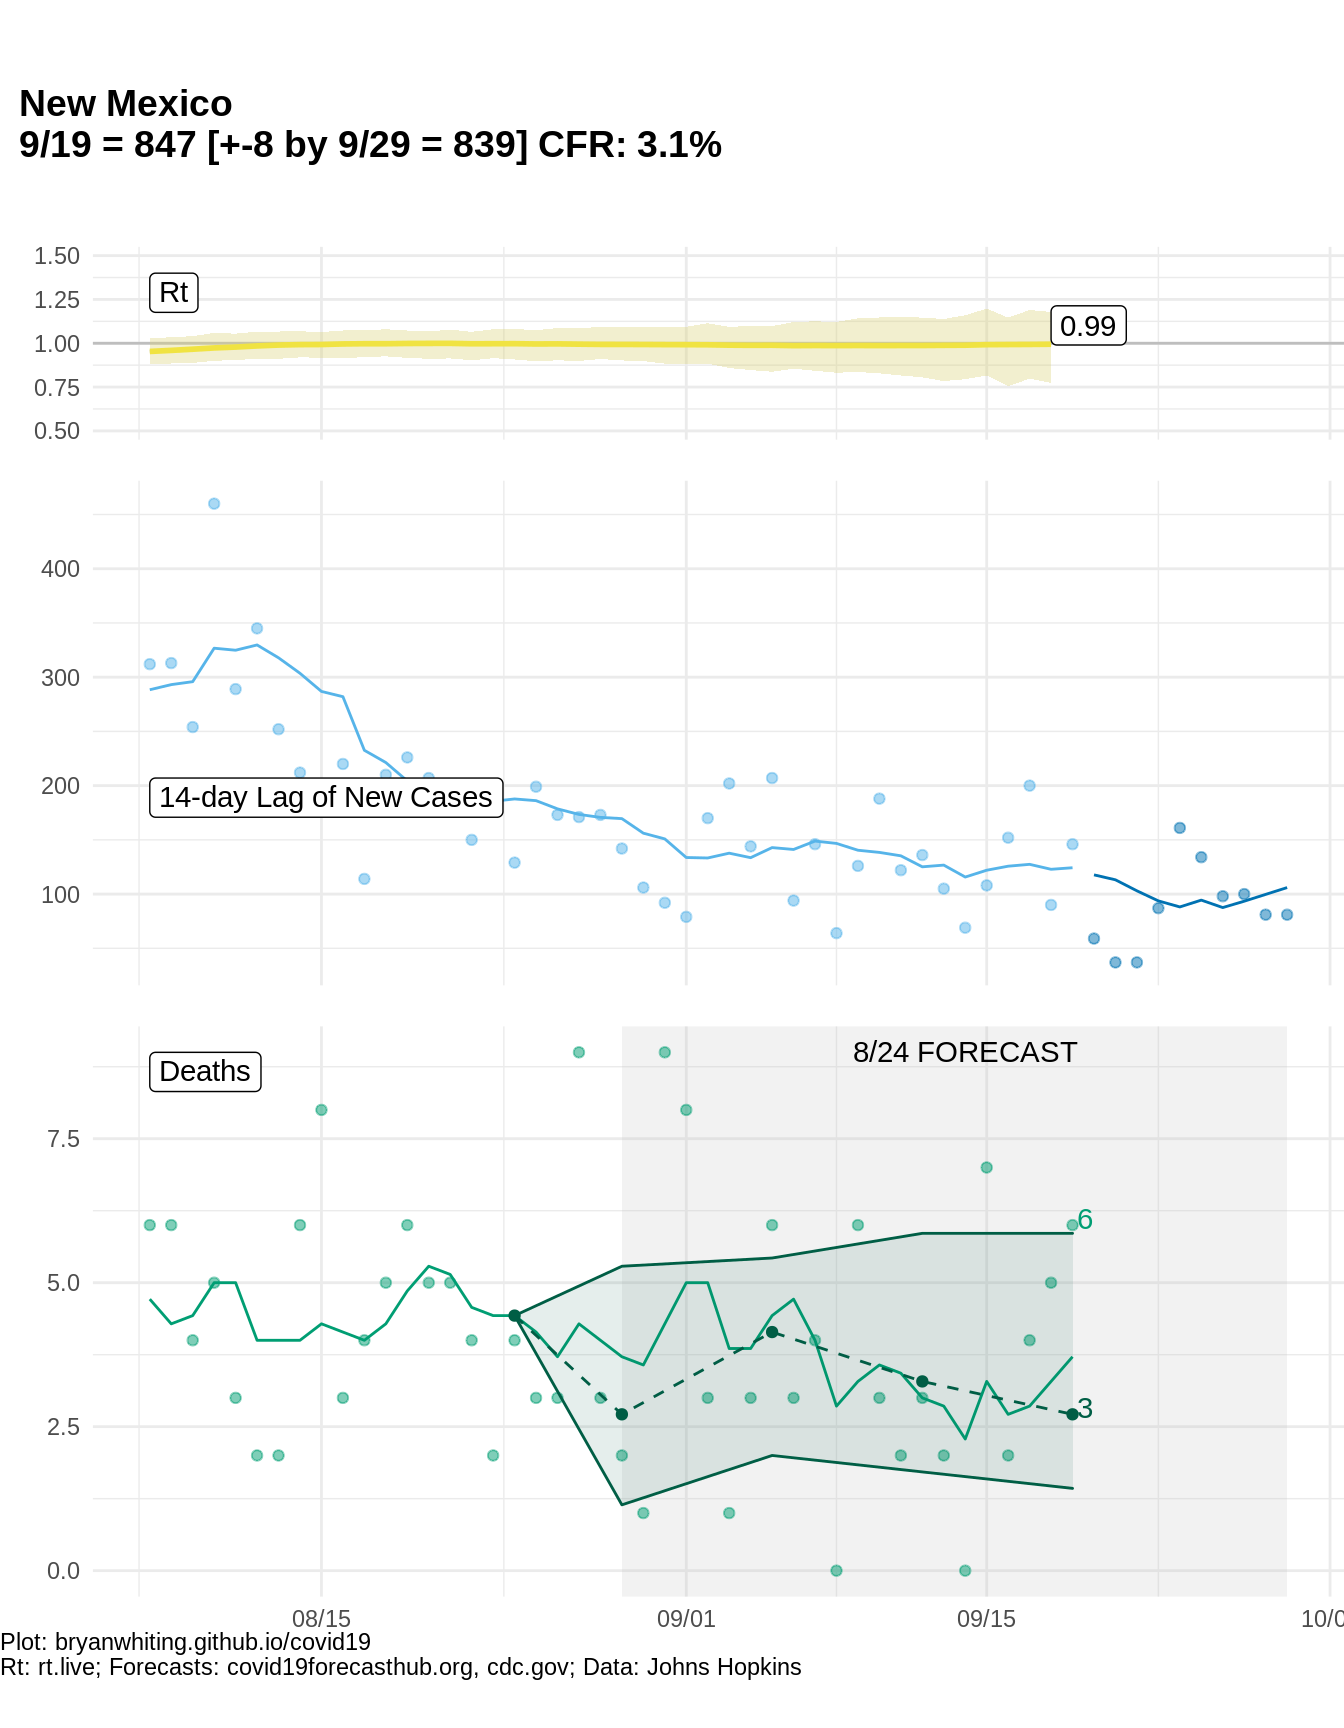 New Mexico
9/19 = 847 [+-8 by 9/29 = 839] CFR: 3.1%
1.50
Rt
1.25
0.99
1.00
0.75
0.50
400
300
200
14-day Lag of New Cases
100
8/24 FORECAST
Deaths
7.5
6
5.0
3
2.5
0.0
08/15
09/01
09/15
10/0
Plot: bryanwhiting.github.io/covid19
Rt: rt.live; Forecasts: covid19forecasthub.org, cdc.gov; Data: Johns Hopkins